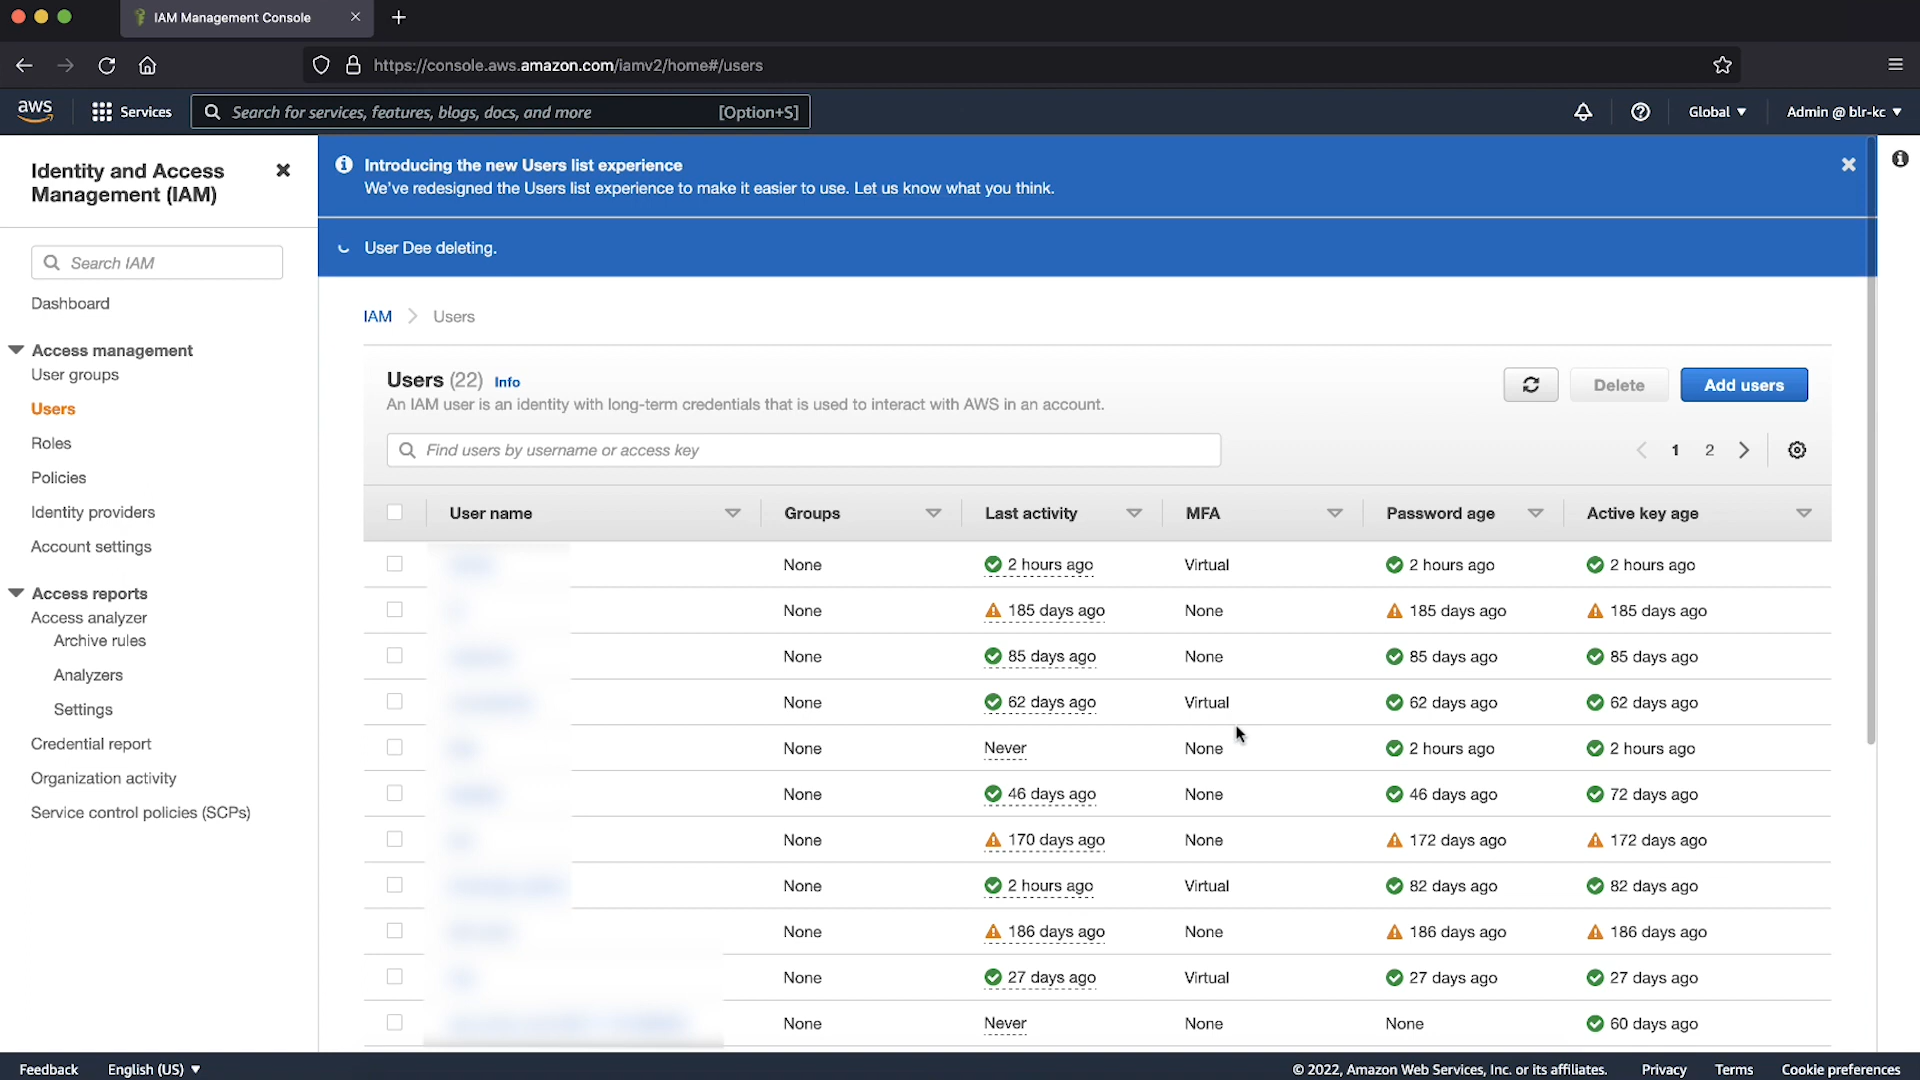 IAM Management Console
https://console.aws.amazon.com/iamv2/home#/users
aws
Services
Search for services, features, blogs, docs, and more
[Option+S]
Global
Admin @ blr-kc
Identity and Access
Management (IAM)
Search IAM
Dashboard
Access management
User groups
Users
Roles
Policies
Identity providers
Account settings
Access reports
Access analyzer
Archive rules
Analyzers
Settings
Credential report
Organization activity
Service control policies (SCPs)
Introducing the new Users list experience
We've redesigned the Users list experience to make it easier to use. Let us know what you think.
User Dee deleting.
IAM > Users
Users (22) Info
An IAM user is an identity with long-term credentials that is used to interact with AWS in an account.
Delete
Add users
Find users by username or access key
1 2
User name Groups Last activity MFA Password age Active key age
None 2 hours ago Virtual 2 hours ago 2 hours ago
None 185 days ago None 185 days ago 185 days ago
None 85 days ago None 85 days ago 85 days ago
None 62 days ago Virtual 62 days ago 62 days ago
None Never None 2 hours ago 2 hours ago
None 46 days ago None 46 days ago 72 days ago
None 170 days ago None 172 days ago 172 days ago
None 2 hours ago Virtual 82 days ago 82 days ago
None 186 days ago None 186 days ago 186 days ago
None 27 days ago Virtual 27 days ago 27 days ago
None Never None None 60 days ago
Feedback English (US) © 2022, Amazon Web Services, Inc. or its affiliates. Privacy Terms Cookie preferences